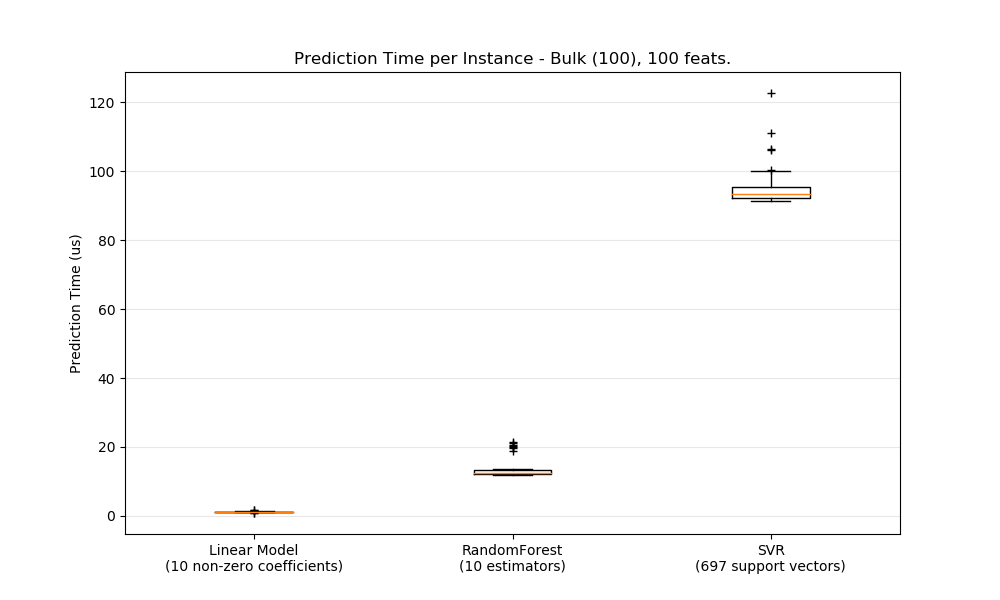 Prediction Time per Instance - Bulk (100), 100 feats.
Prediction Time (us)
120
100
80
60
40
20
0
Linear Model
(10 non-zero coefficients)
RandomForest
(10 estimators)
SVR
(697 support vectors)